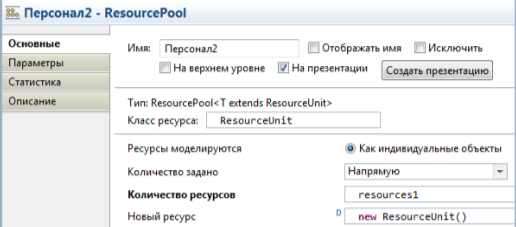 Персонал2 - ResourcePool
Основные
Параметры
Статистика
Описание
Имя: Персонал2 Отображать имя Исключить
На верхнем уровне На презентации Создать презентацию
Тип: ResourcePool<T extends ResourceUnit>
Класс ресурса: ResourceUnit
Ресурсы моделируются Как индивидуальные объекты
Количество задано Напрямую
Количество ресурсов resources1
Новый ресурс D new ResourceUnit()